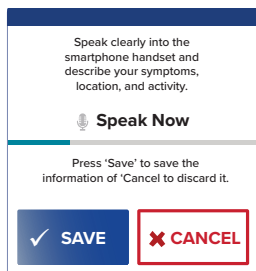 Speak clearly into the
smartphone handset and
describe your symptoms,
location, and activity.
Speak Now
Press ‘Save’ to save the
information of ‘Cancel to discard it.
SAVE
CANCEL